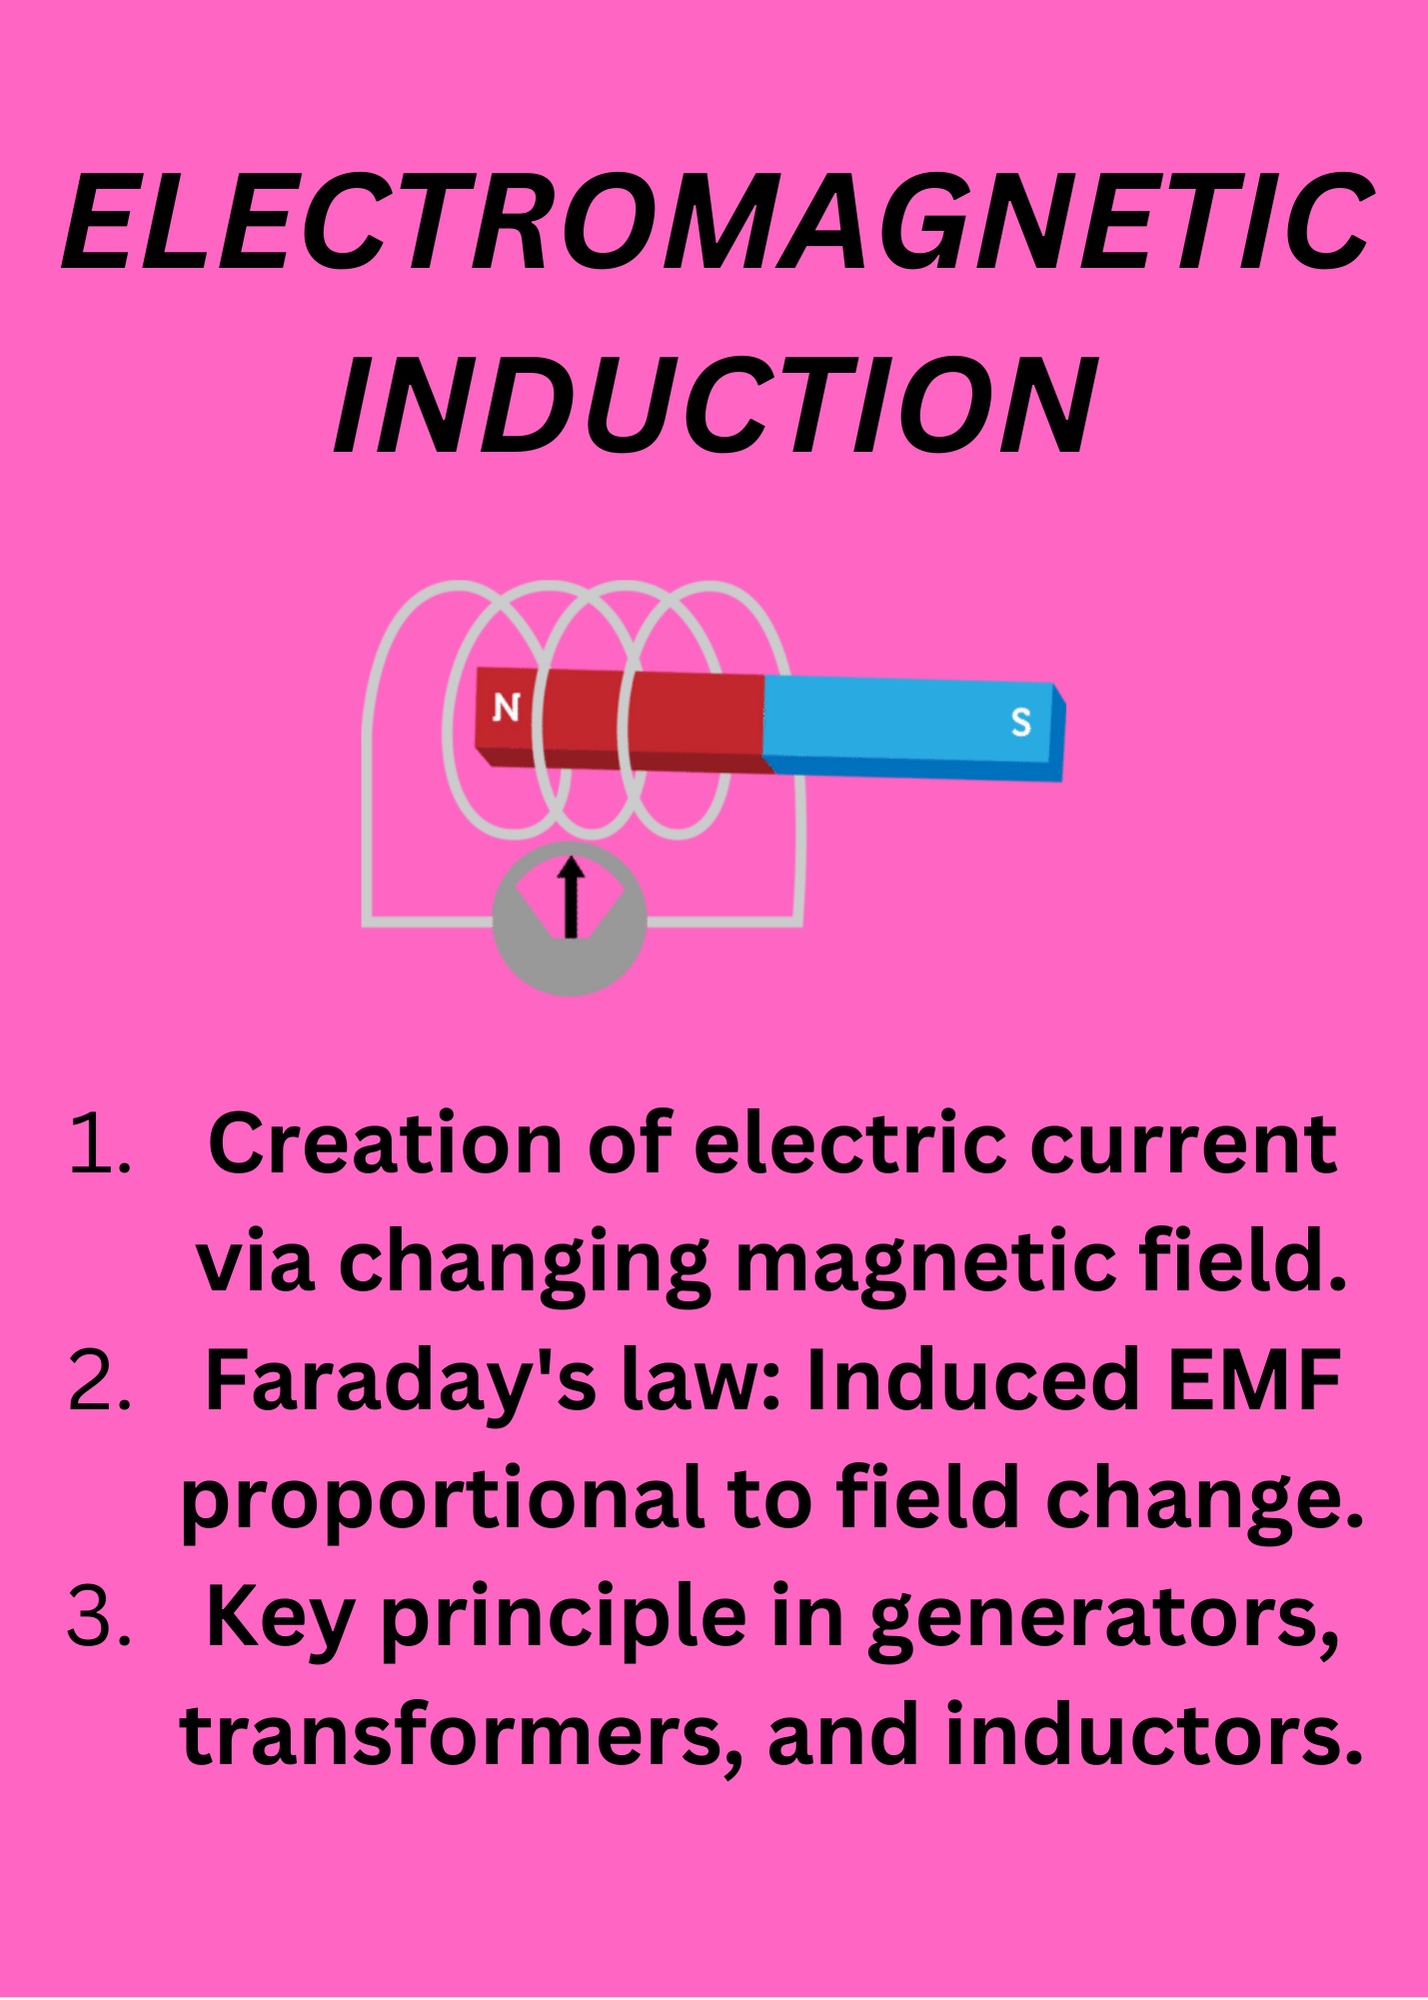 ELECTROMAGNETIC
INDUCTION
N
S
1. Creation of electric current
via changing magnetic field.
2. Faraday's law: Induced EMF
proportional to field change.
3. Key principle in generators,
transformers, and inductors.